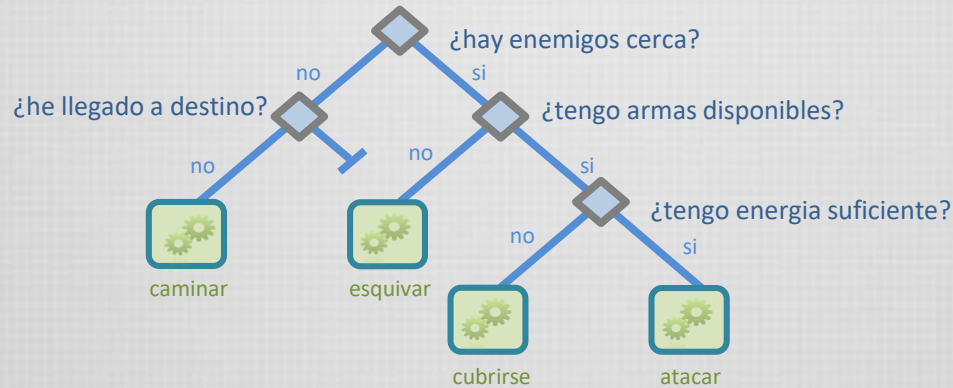 ¿hay enemigos cerca?
no
si
¿he llegado a destino?
¿tengo armas disponibles?
no
no
si
¿tengo energia suficiente?
no
si
caminar
esquivar
cubrirse
atacar